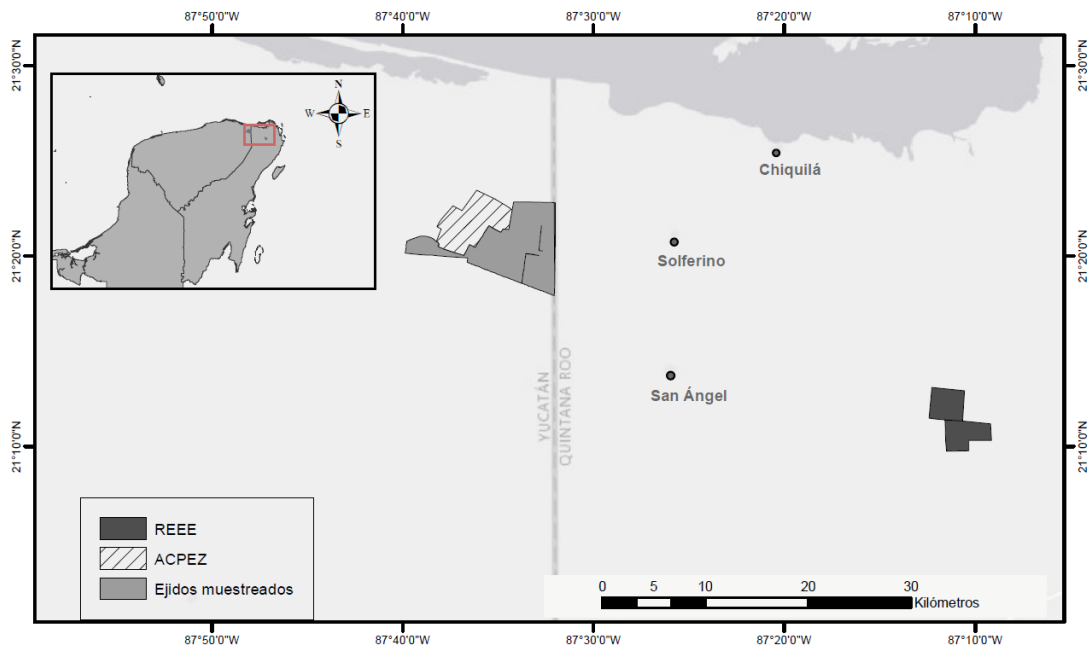 87°50'0"W 87°40'0"W 87°30'0"W 87°20'0"W 87°10'0"W
21°30'0"N 21°30'0"N
N
W E
S
Chiquilá
21°20'0"N 21°20'0"N
Solferino
San Ángel
YUCATÁN
QUINTANA ROO
21°10'0"N 21°10'0"N
REEE
ACPEZ
Ejidos muestreados
0 5 10 20 30
Kilómetros
87°50'0"W 87°40'0"W 87°30'0"W 87°20'0"W 87°10'0"W